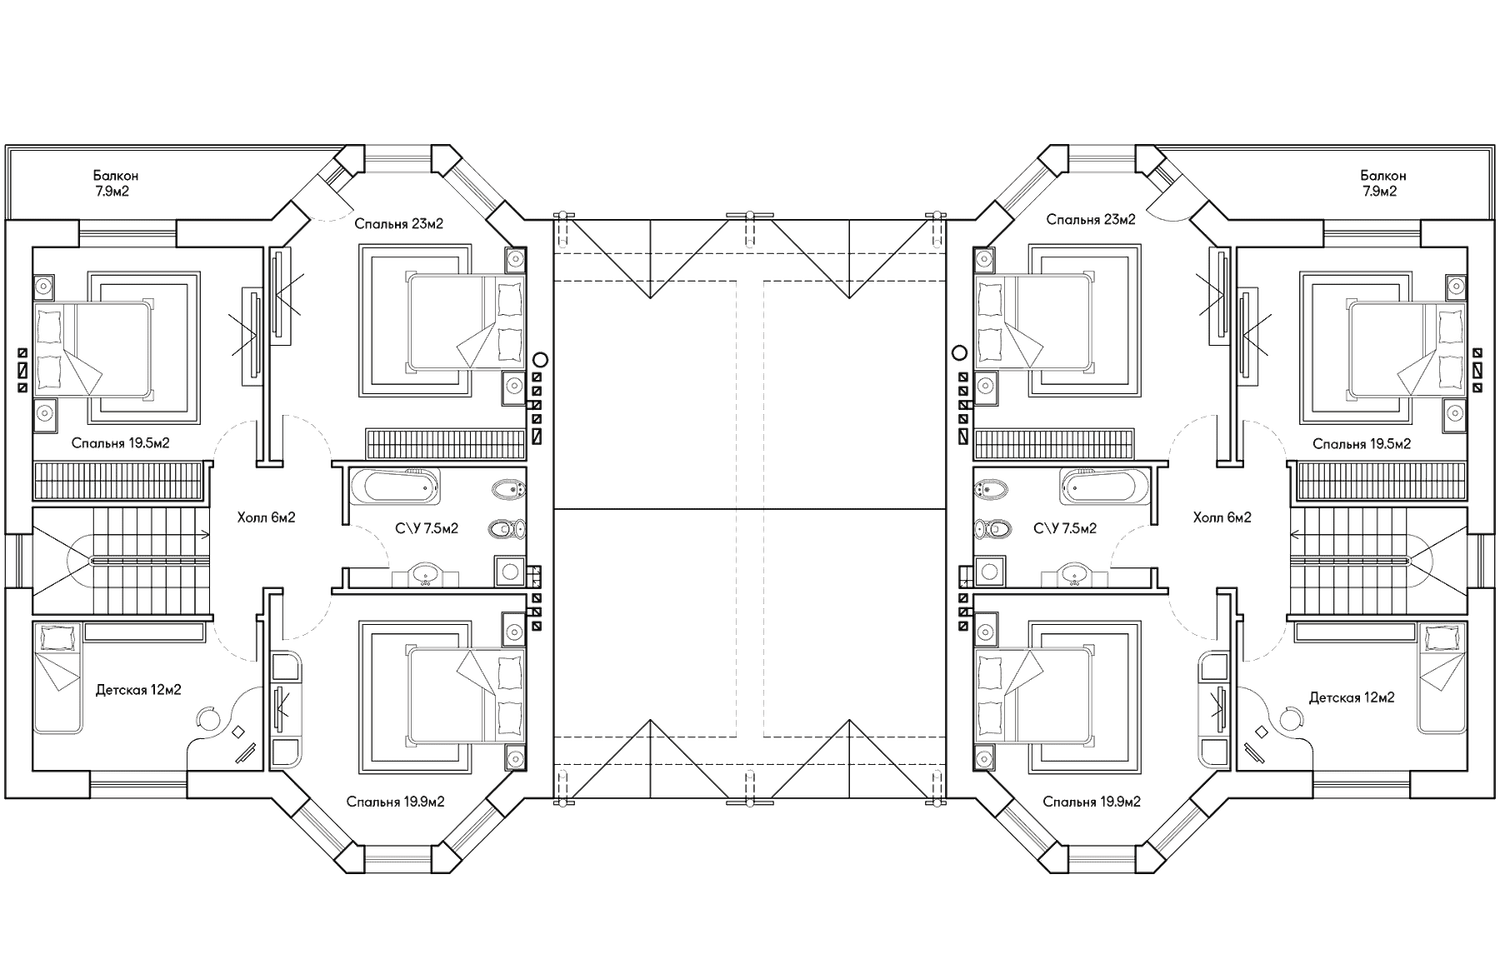 Балкон
7.9м2
Балкон
7.9м2
Спальня 23м2
Спальня 23м2
Спальня 19.5м2
Спальня 19.5м2
Холл 6м2
С\У 7.5м2
С\У 7.5м2
Холл 6м2
Детская 12м2
Детская 12м2
Спальня 19.9м2
Спальня 19.9м2